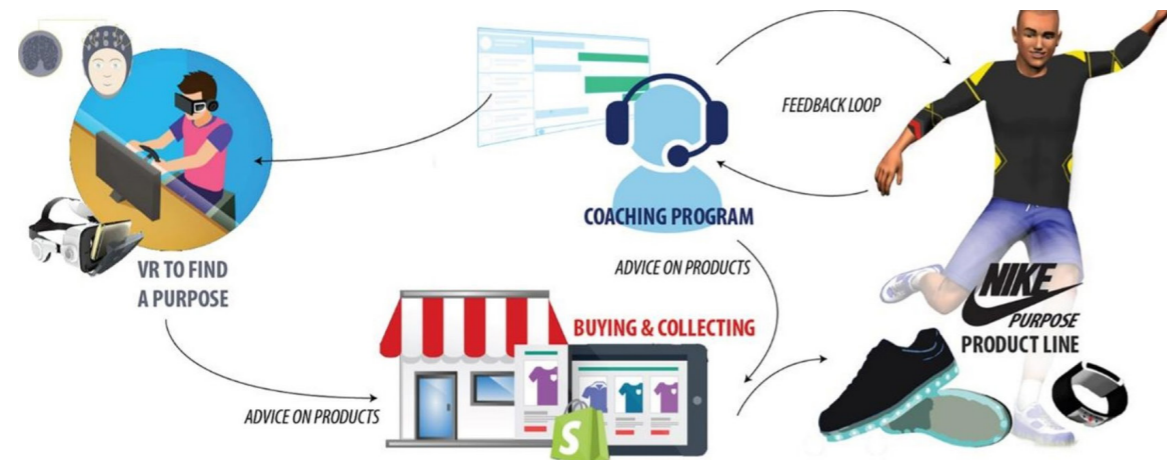 FEEDBACK LOOP
COACHING PROGRAM
VR TO FIND
A PURPOSE
ADVICE ON PRODUCTS
NIKE
PURPOSE
PRODUCT LINE
BUYING & COLLECTING
ADVICE ON PRODUCTS
S